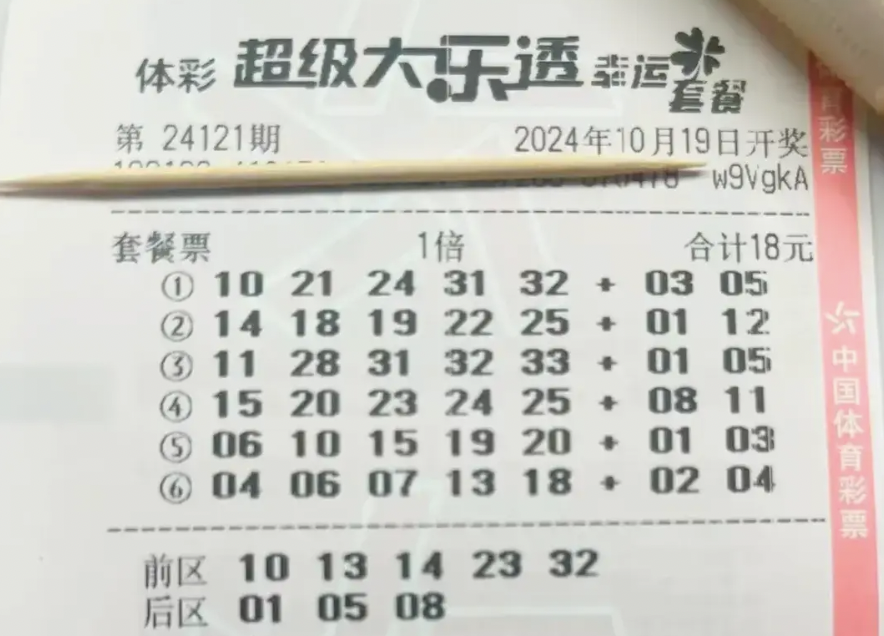 体彩 超级大乐透 幸运套餐
第 24121期 2024年10月19日开奖
w9VgkA
套餐票 1倍 合计18元
① 10 21 24 31 32 + 03 05
② 14 18 19 22 25 + 01 12
③ 11 28 31 32 33 + 01 05
④ 15 20 23 24 25 + 08 11
⑤ 06 10 15 19 20 + 01 03
⑥ 04 06 07 13 18 + 02 04
前区 10 13 14 23 32
后区 01 05 08
育彩票
中国体育彩票